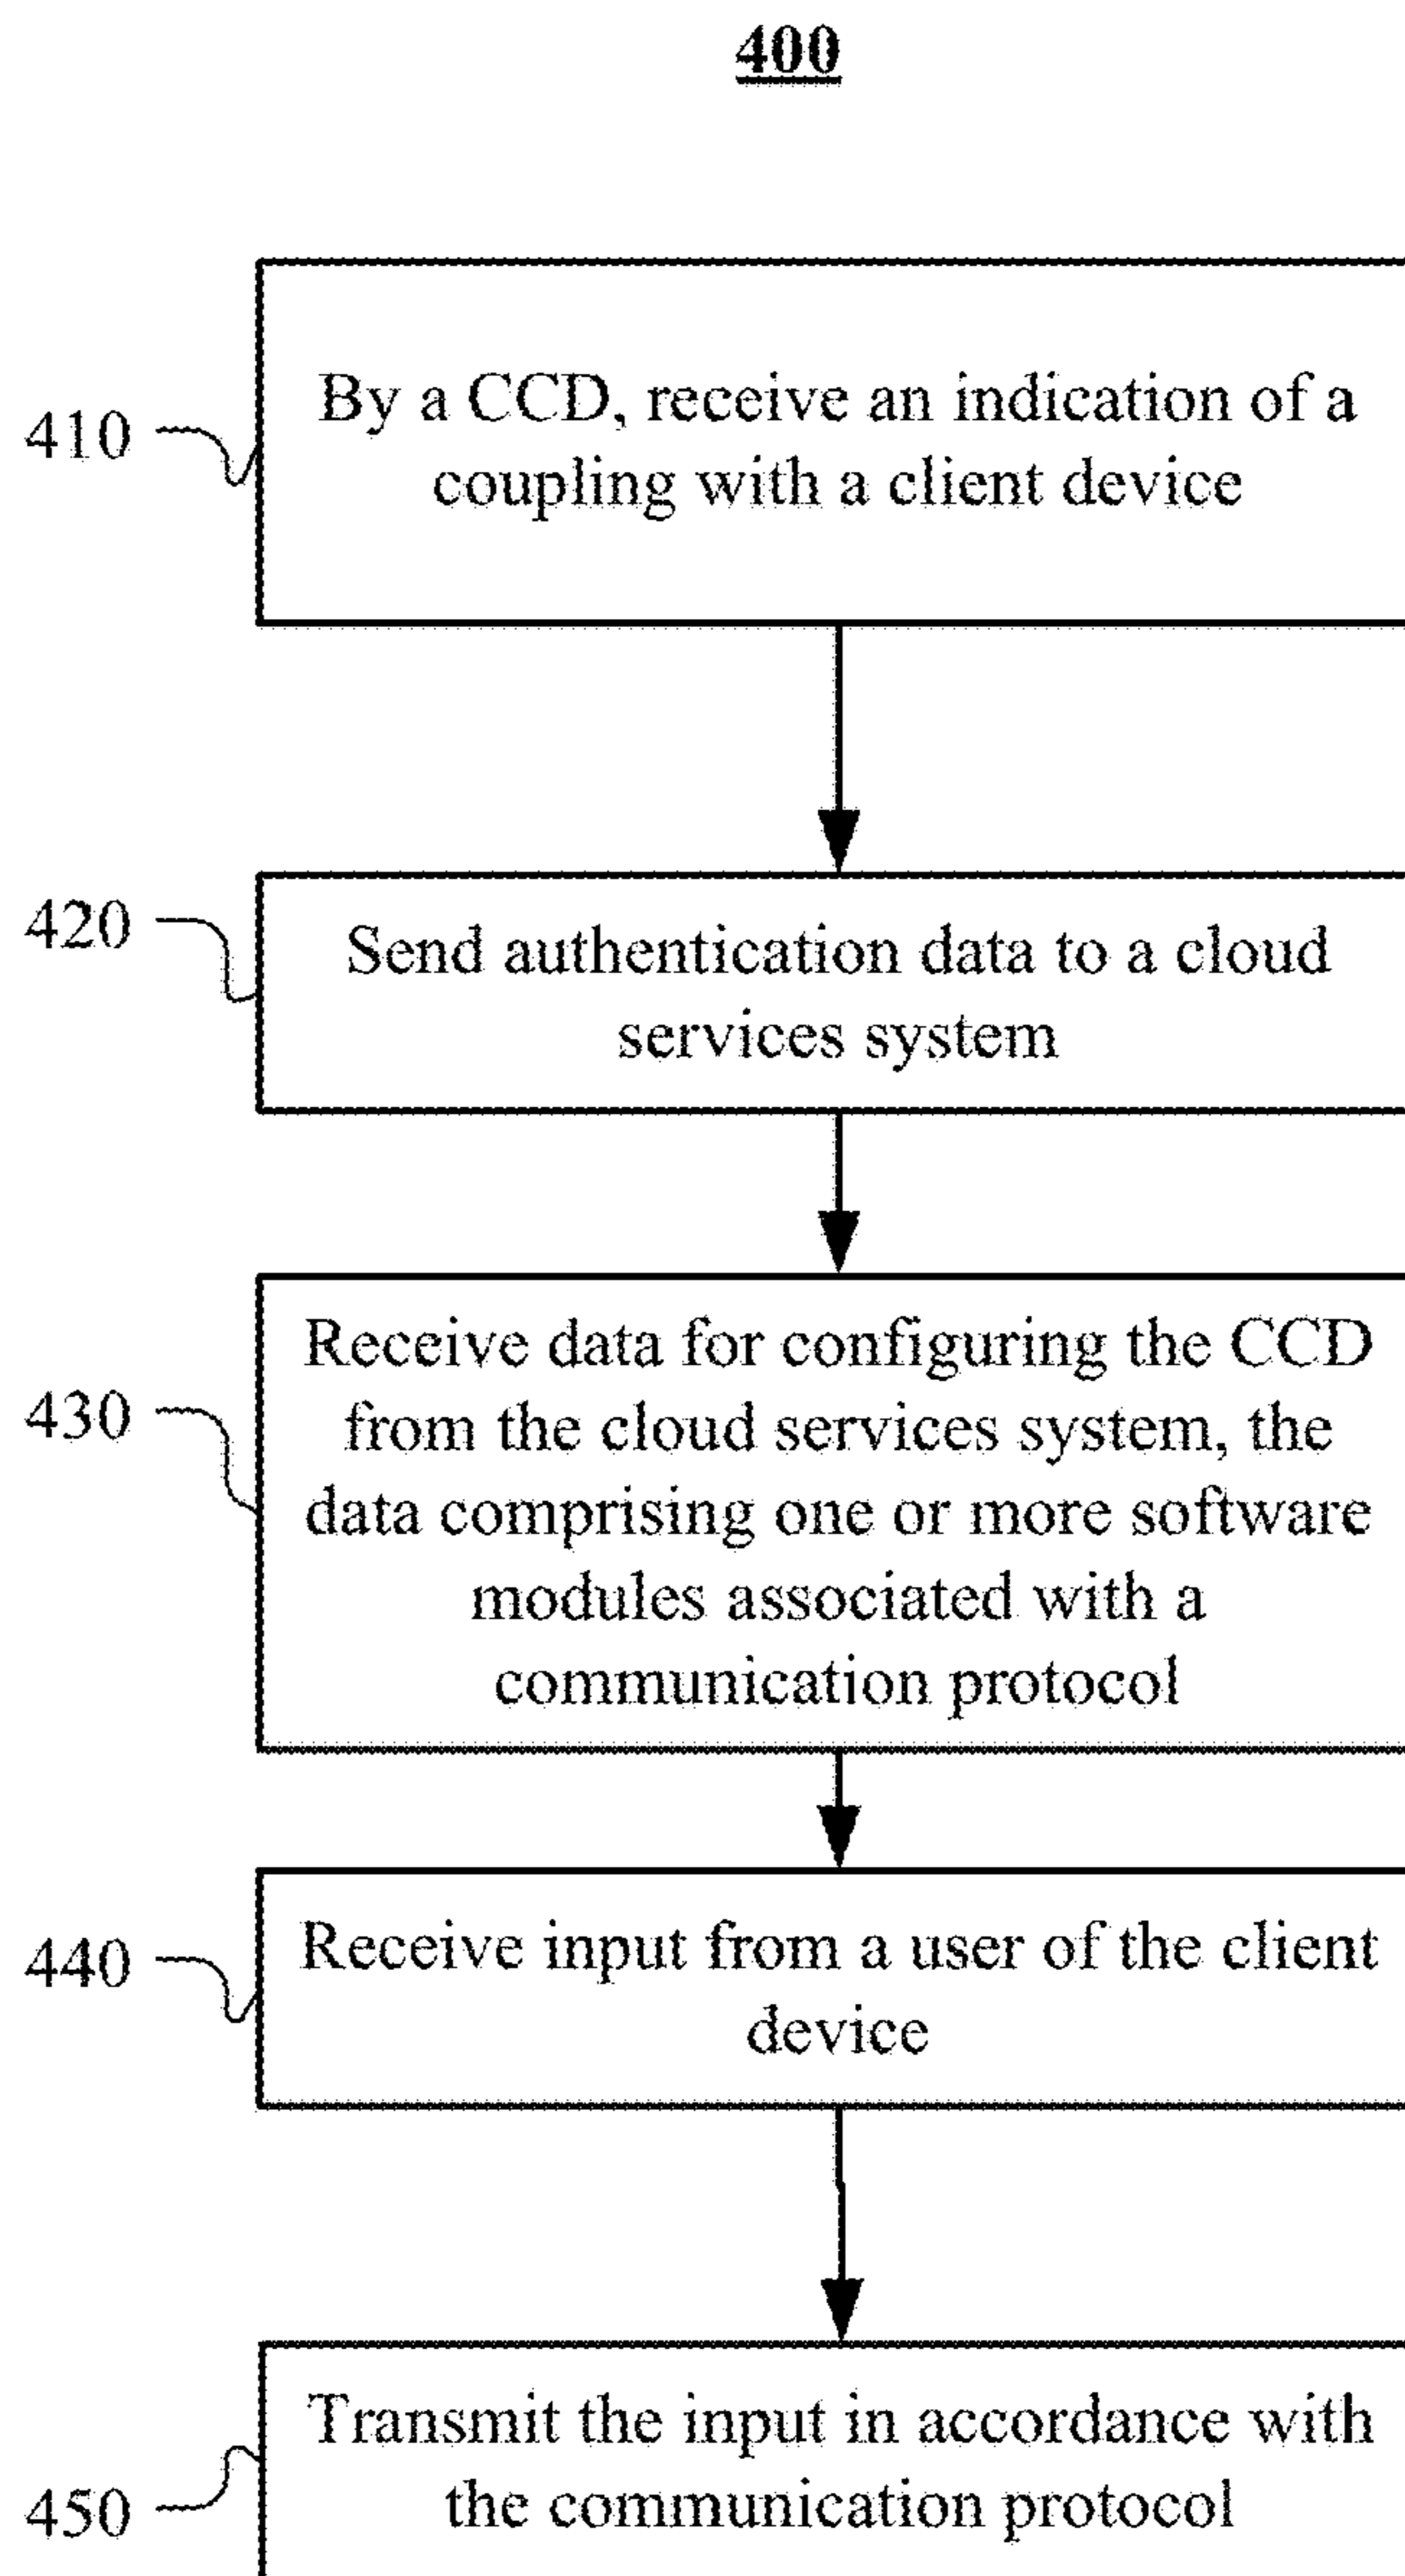 400
410
By a CCD, receive an indication of a
coupling with a client device
420
Send authentication data to a cloud
services system
430
Receive data for configuring the CCD
from the cloud services system, the
data comprising one or more software
modules associated with a
communication protocol
440
Receive input from a user of the client
device
450
Transmit the input in accordance with
the communication protocol